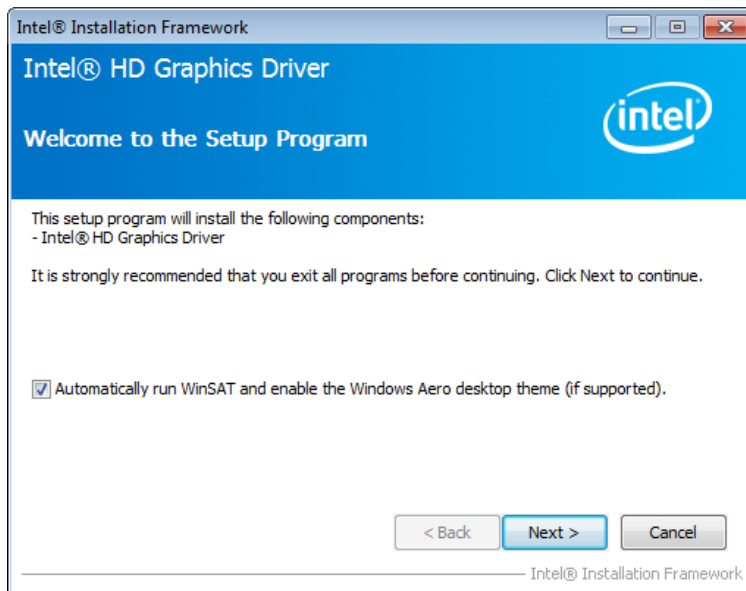 Intel® Installation Framework
Intel® HD Graphics Driver
Welcome to the Setup Program
intel®
This setup program will install the following components:
- Intel® HD Graphics Driver
It is strongly recommended that you exit all programs before continuing. Click Next to continue.
Automatically run WinSAT and enable the Windows Aero desktop theme (if supported).
< Back
Next >
Cancel
Intel® Installation Framework